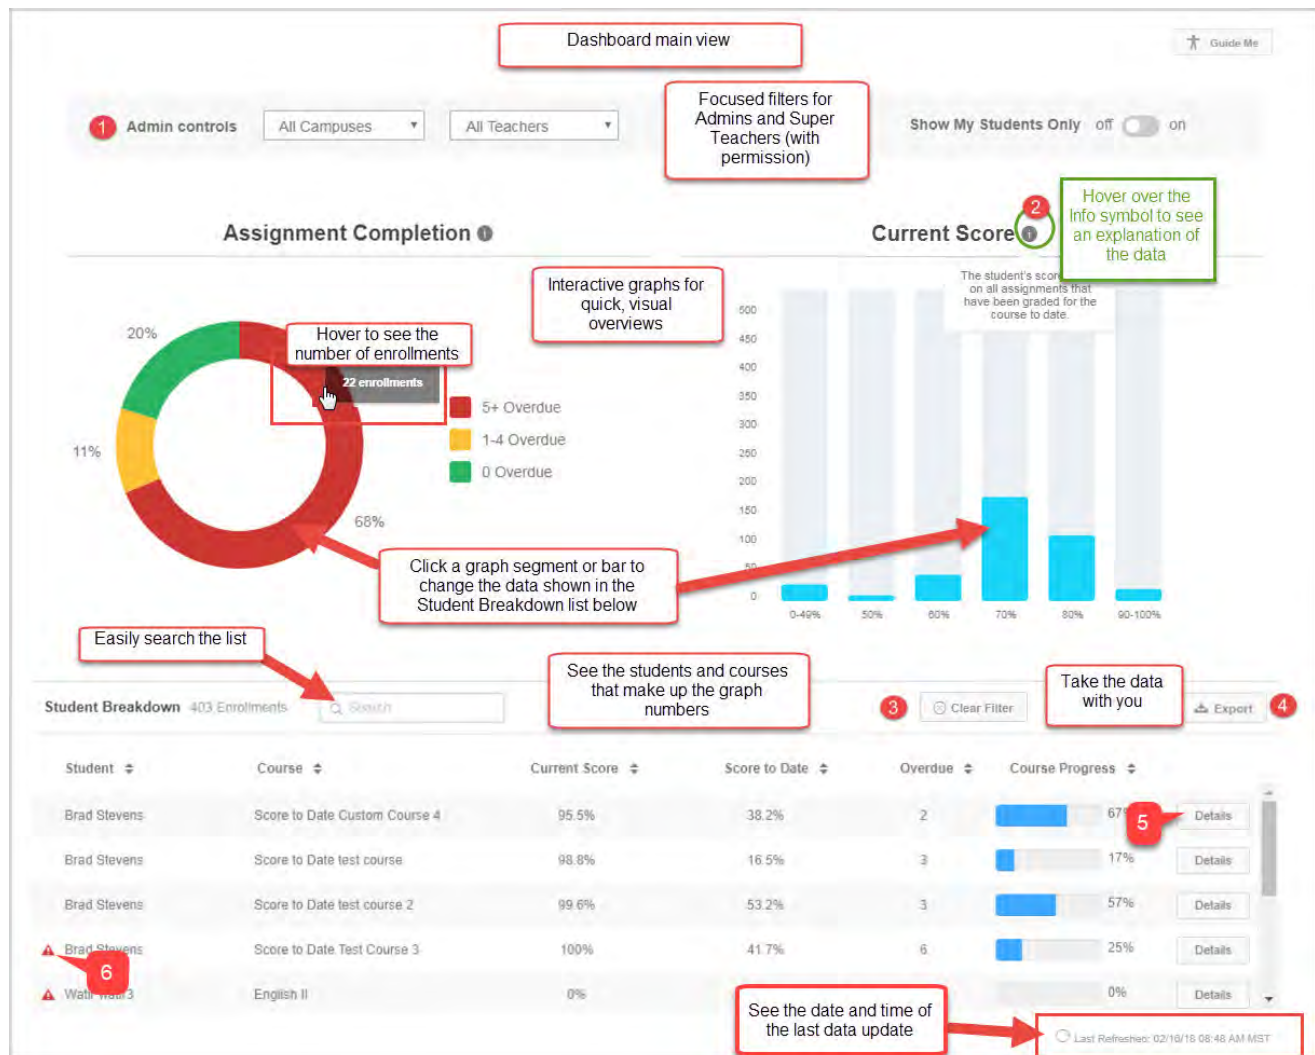 Dashboard main view
Guide Me
1 Admin controls All Campuses All Teachers
Focused filters for
Admins and Super
Teachers (with
permission)
Show My Students Only off on
Assignment Completion
Current Score
2
Hover over the
Info symbol to see
an explanation of
the data
Interactive graphs for
quick, visual
overviews
The student's score
on all assignments that
have been graded for the
course to date.
20%
Hover to see the
number of enrollments
22 enrollments
5+ Overdue
1-4 Overdue
0 Overdue
11%
68%
500
450
400
350
300
250
200
150
100
50
0
0-49% 50% 60% 70% 80% 90-100%
Click a graph segment or bar to
change the data shown in the
Student Breakdown list below
Easily search the list
See the students and courses
that make up the graph
numbers
Take the data
with you
Student Breakdown 403 Enrollments Search
3 Clear Filter
Export 4
Student Course Current Score Score to Date Overdue Course Progress
Brad Stevens Score to Date Custom Course 4 95.5% 38.2% 2 67% 5 Details
Brad Stevens Score to Date test course 98.8% 16.5% 3 17% Details
Brad Stevens Score to Date test course 2 99.6% 53.2% 3 57% Details
Brad Stevens Score to Date Test Course 3 100% 41.7% 6 25% Details
6
English II 0% 0% Details
See the date and time of
the last data update
Last Refreshed: 02/16/16 08:46 AM MST